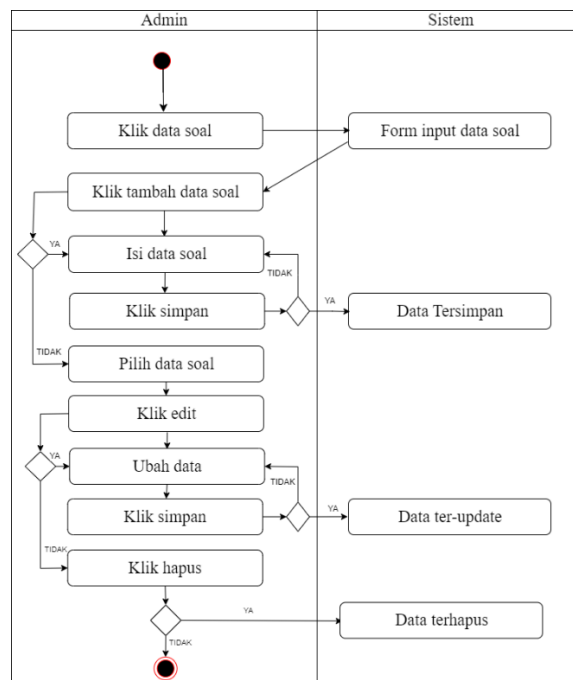 Admin
Sistem
Klik data soal
Form input data soal
Klik tambah data soal
YA
Isi data soal
TIDAK
Klik simpan
YA
Data Tersimpan
TIDAK
Pilih data soal
Klik edit
YA
Ubah data
TIDAK
Klik simpan
YA
Data ter-update
TIDAK
Klik hapus
YA
Data terhapus
TIDAK